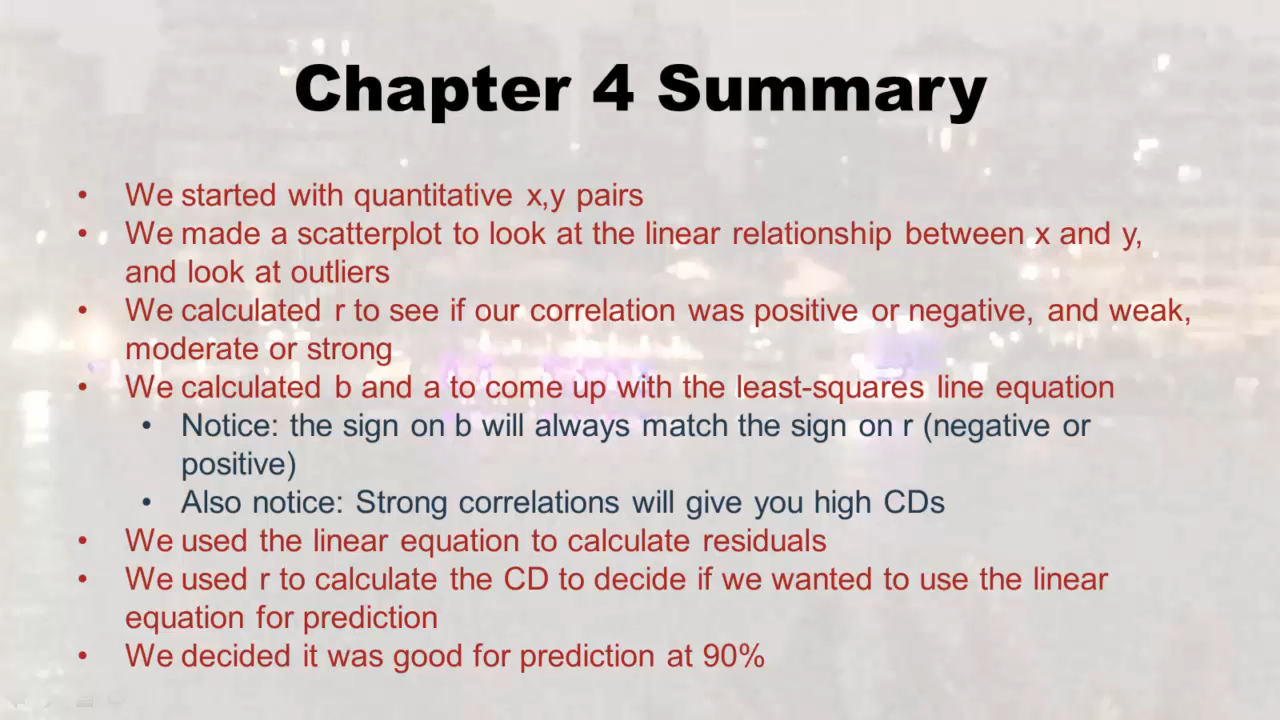 Chapter 4 Summary
• We started with quantitative x,y pairs
• We made a scatterplot to look at the linear relationship between x and y,
and look at outliers
• We calculated r to see if our correlation was positive or negative, and weak,
moderate or strong
• We calculated b and a to come up with the least-squares line equation
• Notice: the sign on b will always match the sign on r (negative or
positive)
• Also notice: Strong correlations will give you high CDs
• We used the linear equation to calculate residuals
• We used r to calculate the CD to decide if we wanted to use the linear
equation for prediction
• We decided it was good for prediction at 90%